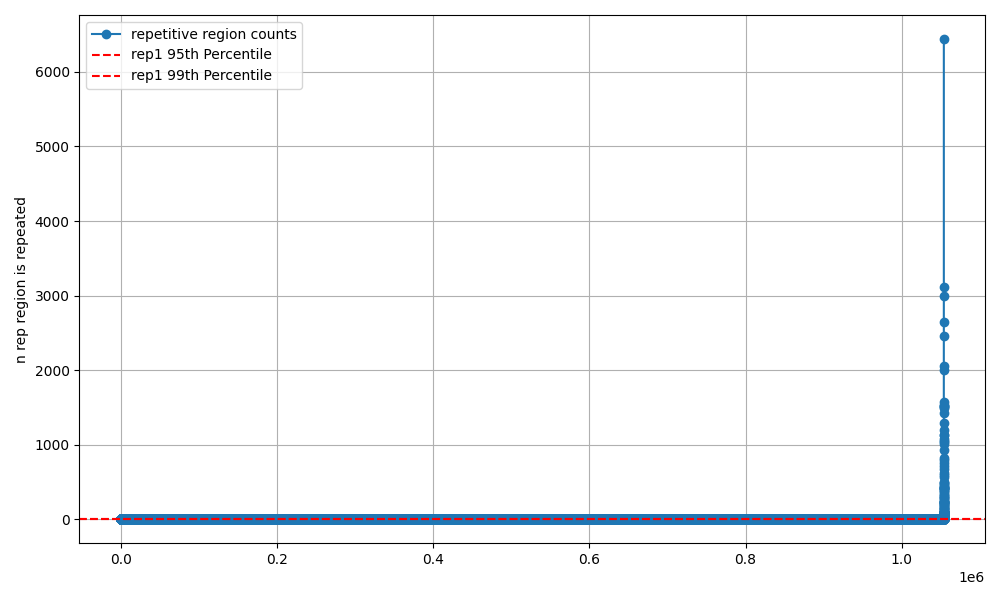 repetitive region counts
rep1 95th Percentile
rep1 99th Percentile
n rep region is repeated
6000
5000
4000
3000
2000
1000
0
0.0 0.2 0.4 0.6 0.8 1.0
1e6